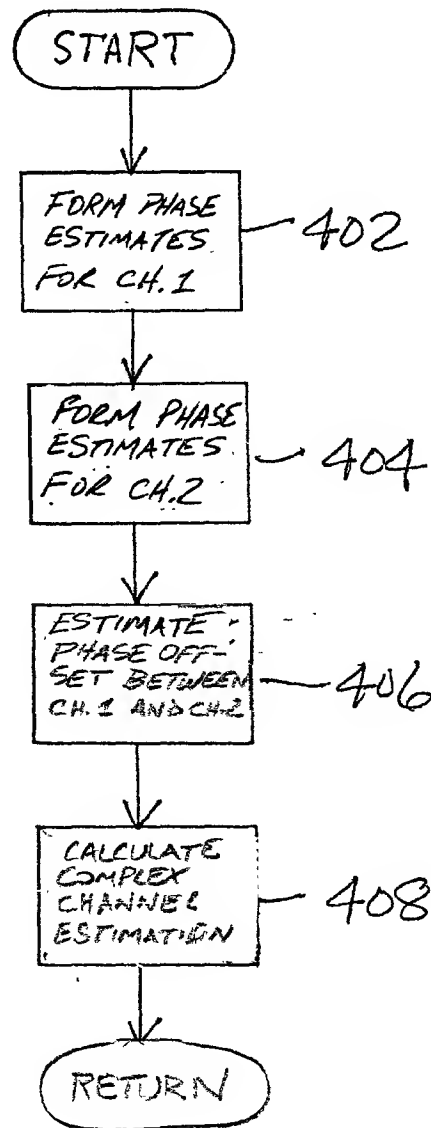 START
FORM PHASE
ESTIMATES
FOR CH.1
402
FORM PHASE
ESTIMATES
FOR CH.2
404
ESTIMATE
PHASE OFF-
SET BETWEEN
CH.1 AND CH.2
406
CALCULATE
COMPLEX
CHANNEL
ESTIMATION
408
RETURN